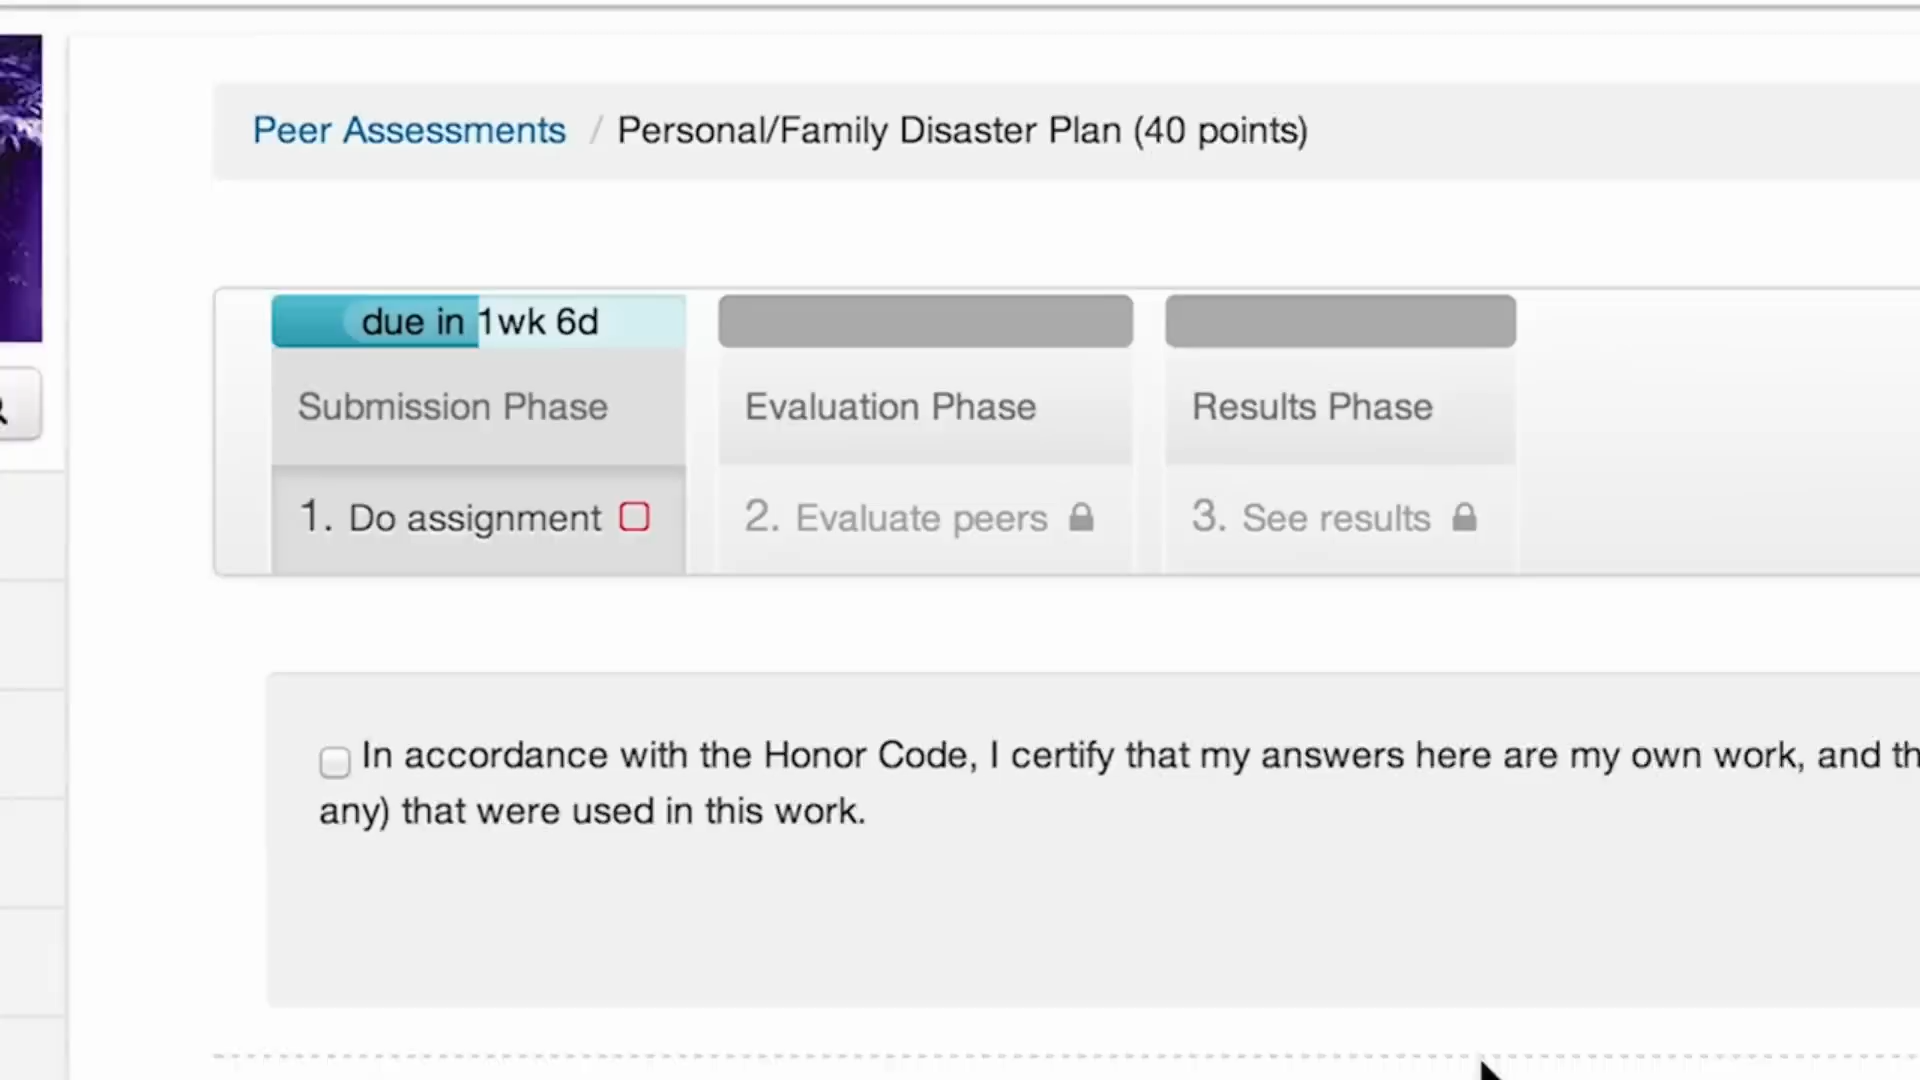 Peer Assessments / Personal/Family Disaster Plan (40 points)
due in 1wk 6d
Submission Phase
1. Do assignment
Evaluation Phase
2. Evaluate peers
Results Phase
3. See results
In accordance with the Honor Code, I certify that my answers here are my own work, and th
any) that were used in this work.